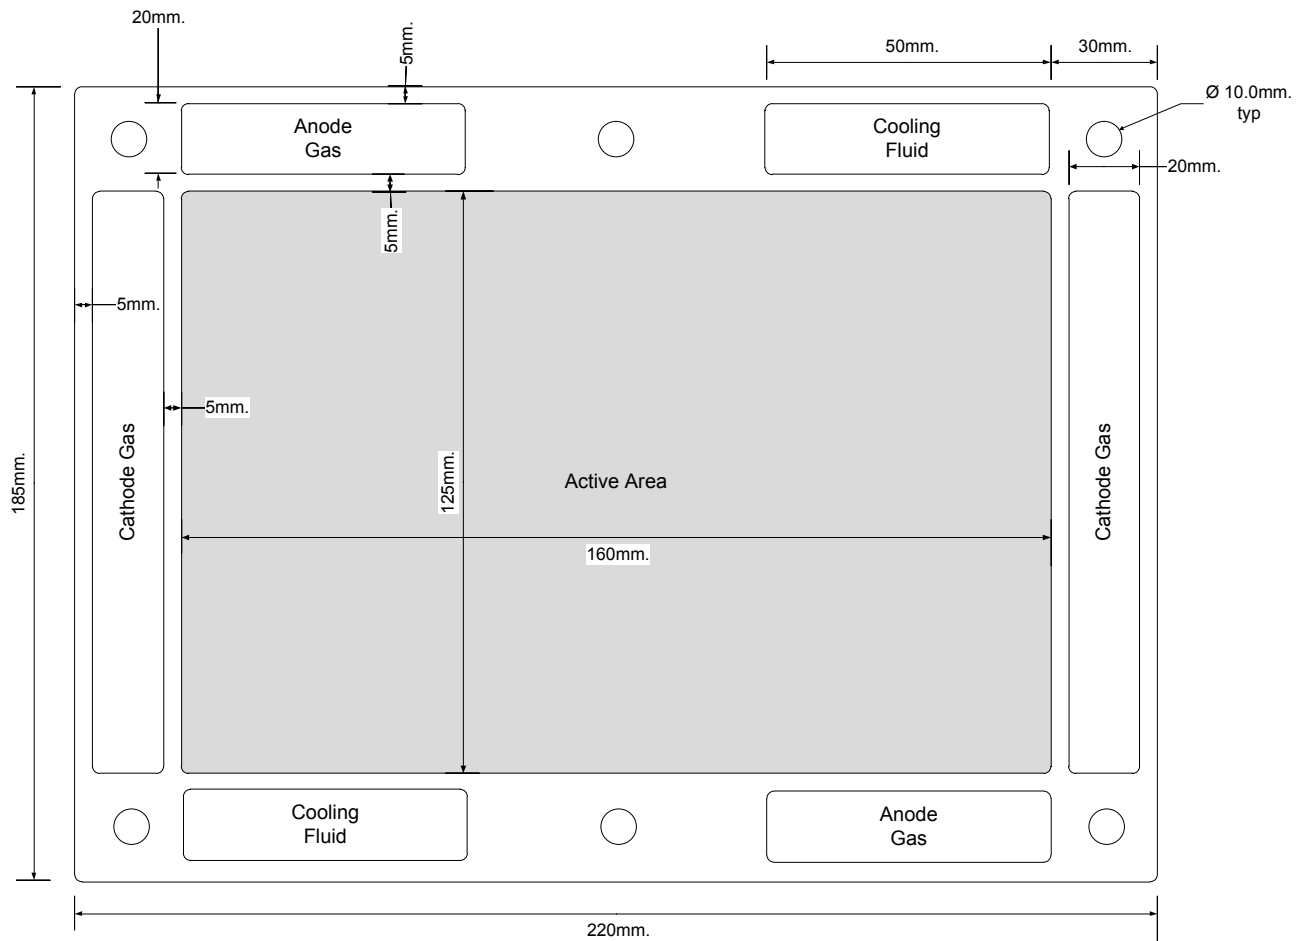 20mm.
5mm.
50mm.
30mm.
Ø 10.0mm.
typ
Anode
Gas
Cooling
Fluid
20mm.
5mm.
5mm.
5mm.
185mm.
Cathode Gas
125mm.
Active Area
Cathode Gas
160mm.
Cooling
Fluid
Anode
Gas
220mm.